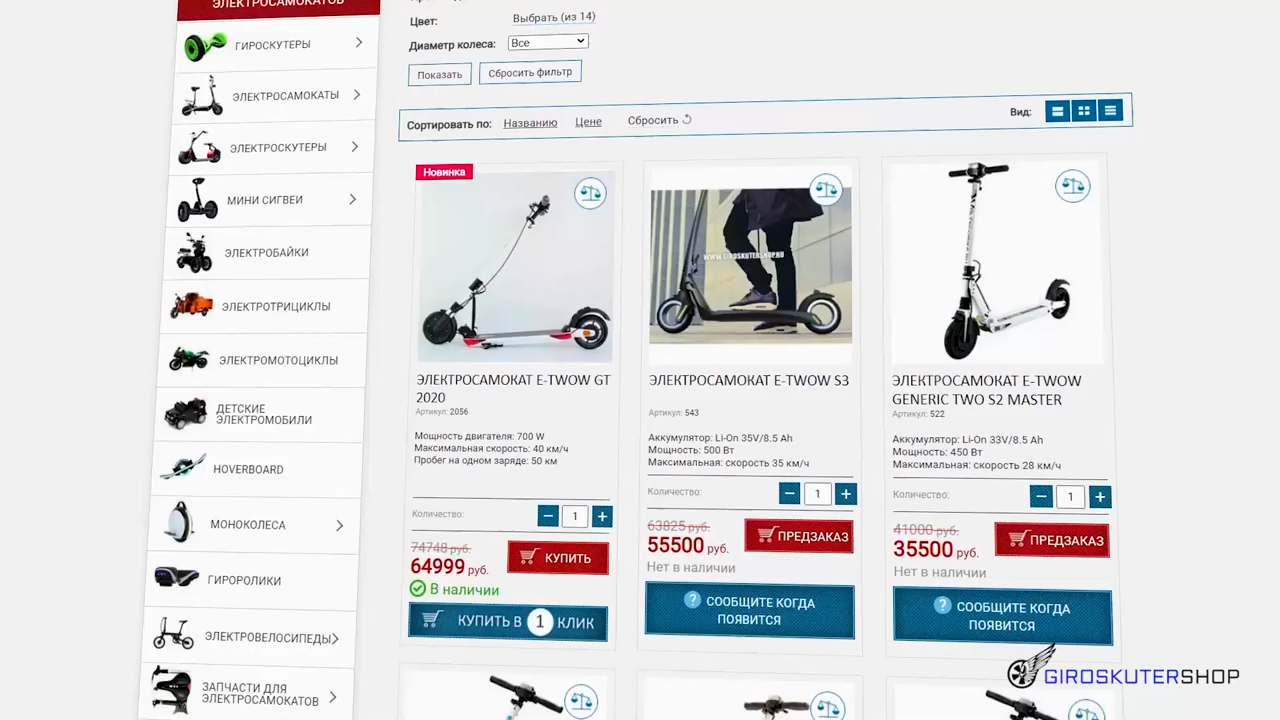 ЭЛЕКТРОСАМОКАТОВ
ГИРОСКУТЕРЫ
ЭЛЕКТРОСАМОКАТЫ
ЭЛЕКТРОСКУТЕРЫ
МИНИ СИГВЕИ
ЭЛЕКТРОБАЙКИ
ЭЛЕКТРОТРИЦИКЛЫ
ЭЛЕКТРОМОТОЦИКЛЫ
ДЕТСКИЕ
ЭЛЕКТРОМОБИЛИ
HOVERBOARD
МОНОКОЛЕСА
ГИРОРОЛИКИ
ЭЛЕКТРОВЕЛОСИПЕДЫ
ЗАПЧАСТИ ДЛЯ
ЭЛЕКТРОСАМОКАТОВ
Цвет: Выбрать (из 14)
Диаметр колеса: Все
Показать Сбросить фильтр
Сортировать по: Названию Цене Сбросить Вид:
Новинка
ЭЛЕКТРОСАМОКАТ E-TWOW GT
2020
Артикул: 2056
Мощность двигателя: 700 W
Максимальная скорость: 40 км/ч
Пробег на одном заряде: 50 км
Количество: 1
74748 руб.
64999 руб.
КУПИТЬ
В наличии
КУПИТЬ В 1 КЛИК
WWW.GIROSKUTERSHOP.RU
ЭЛЕКТРОСАМОКАТ E-TWOW S3
Артикул: 543
Аккумулятор: Li-On 35V/8.5 Ah
Мощность: 500 Вт
Максимальная: скорость 35 км/ч
Количество: 1
63825 руб.
55500 руб.
ПРЕДЗАКАЗ
Нет в наличии
? СООБЩИТЕ КОГДА
ПОЯВИТСЯ
ЭЛЕКТРОСАМОКАТ E-TWOW
GENERIC TWO S2 MASTER
Артикул: 522
Аккумулятор: Li-On 33V/8.5 Ah
Мощность: 450 Вт
Максимальная: скорость 28 км/ч
Количество: 1
41000 руб.
35500 руб.
ПРЕДЗАКАЗ
Нет в наличии
? СООБЩИТЕ КОГДА
ПОЯВИТСЯ
GIROSKUTERSHOP